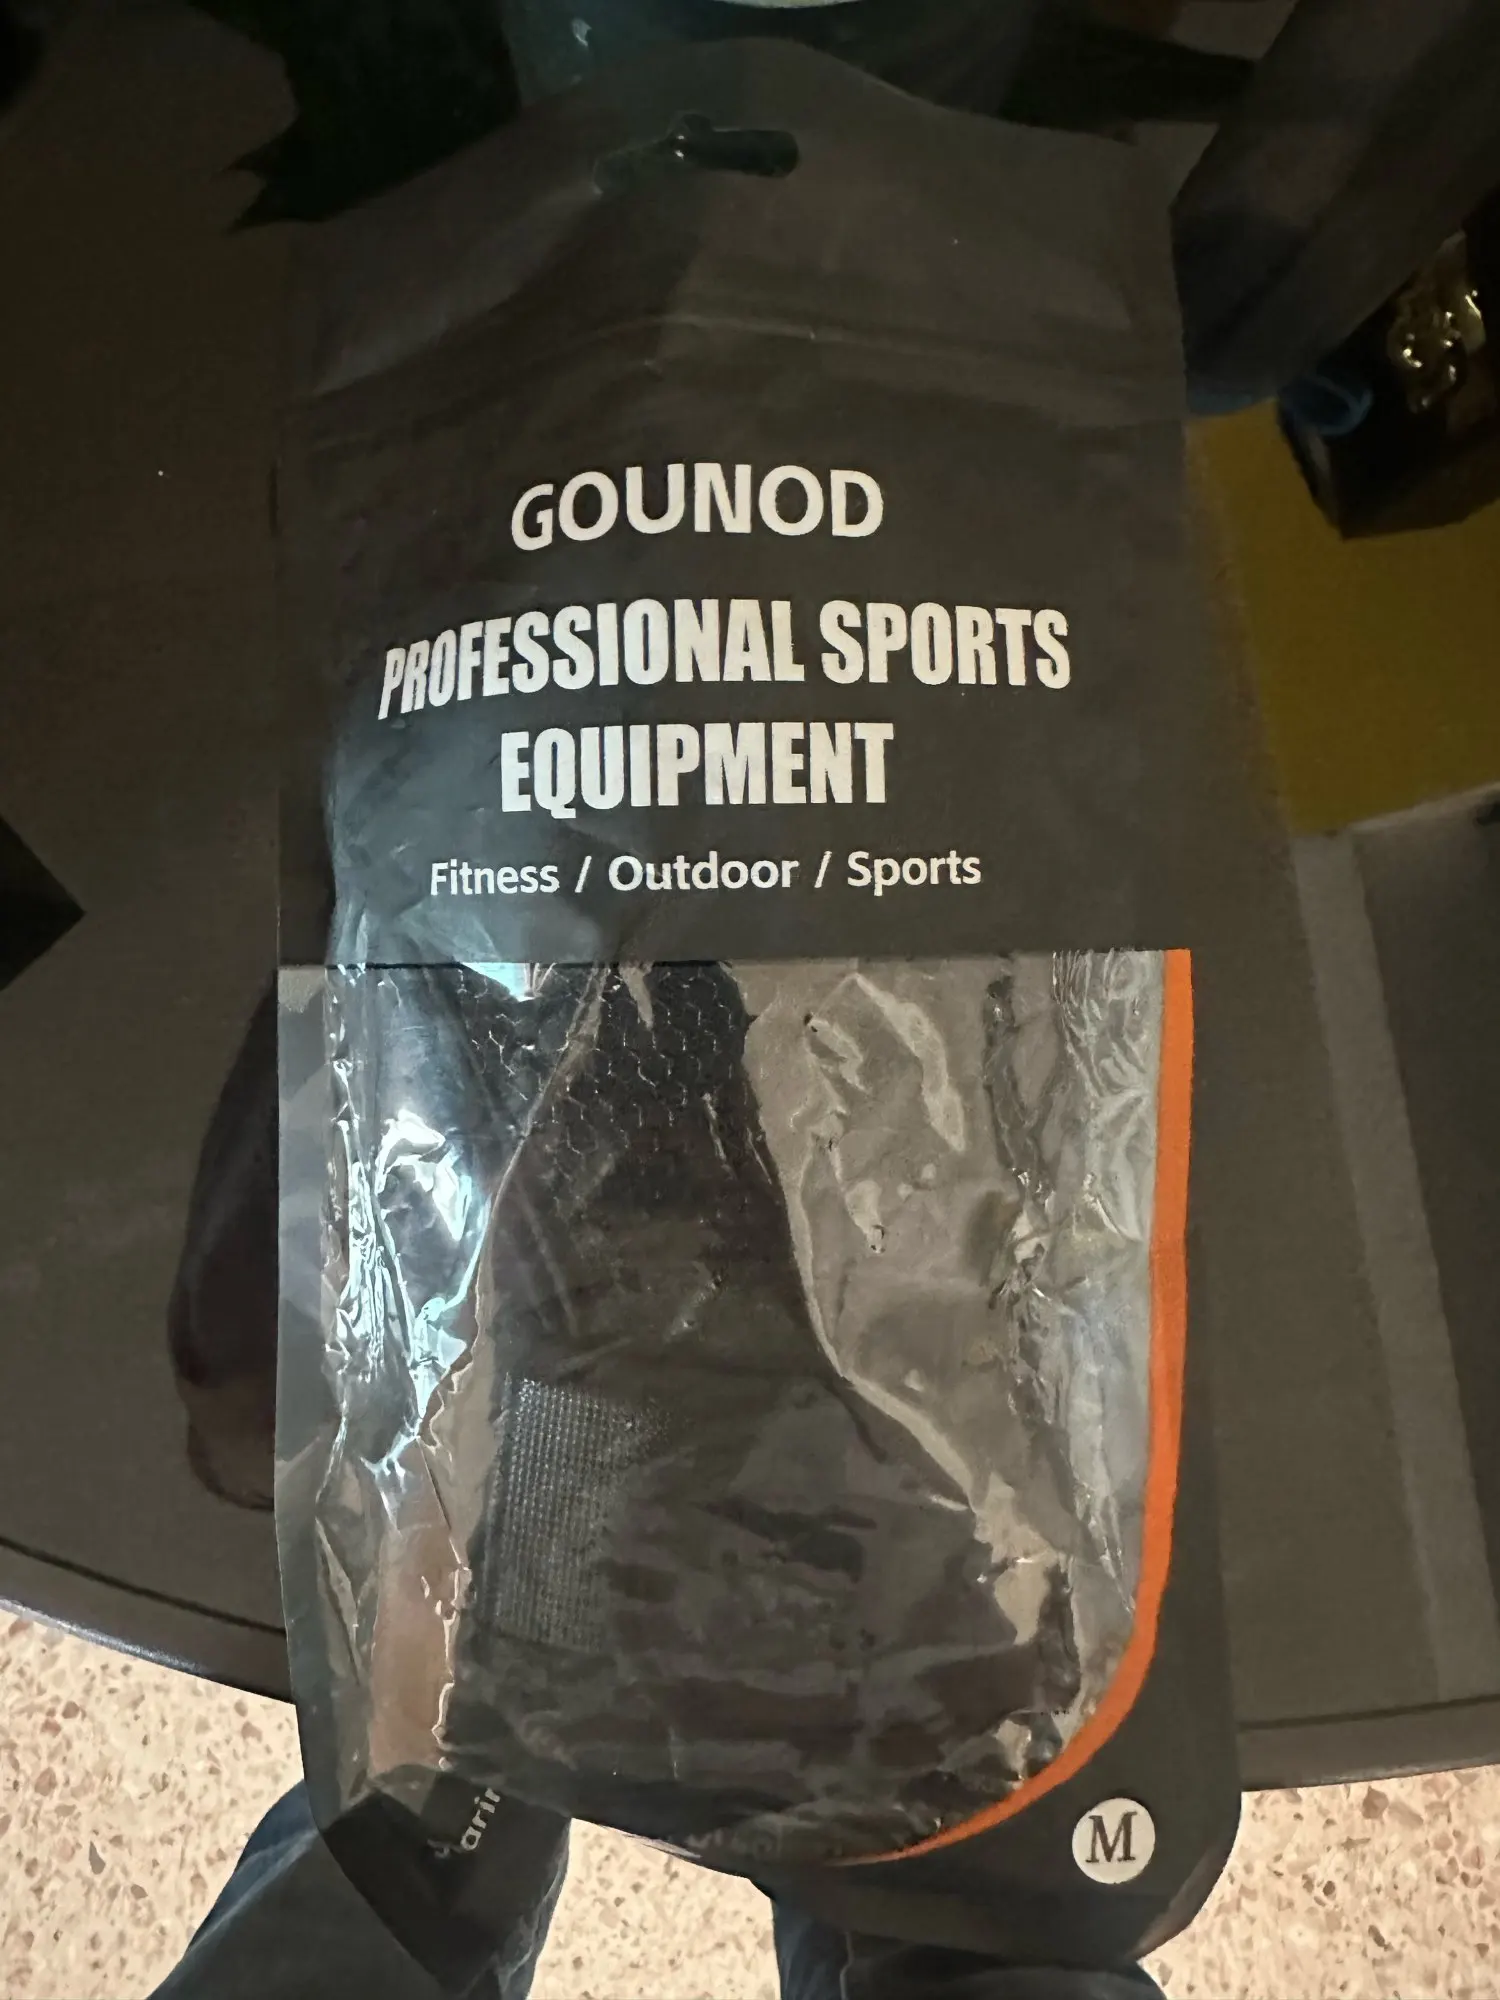 GOUNOD
PROFESSIONAL SPORTS
EQUIPMENT
Fitness / Outdoor / Sports
M